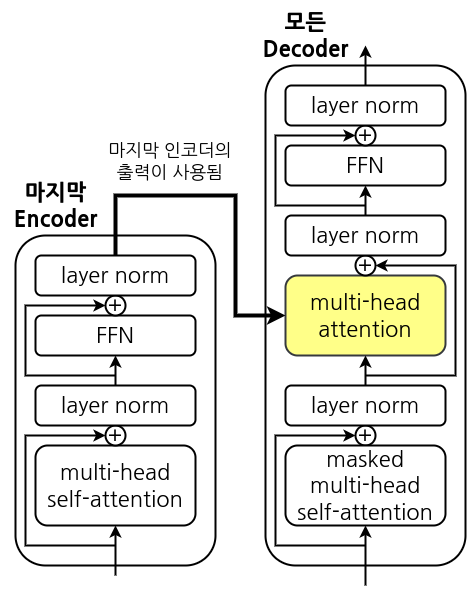 모든
Decoder
layer norm
+
FFN
layer norm
+
multi-head
attention
layer norm
+
masked
multi-head
self-attention
마지막 인코더의
출력이 사용됨
마지막
Encoder
layer norm
+
FFN
layer norm
+
multi-head
self-attention